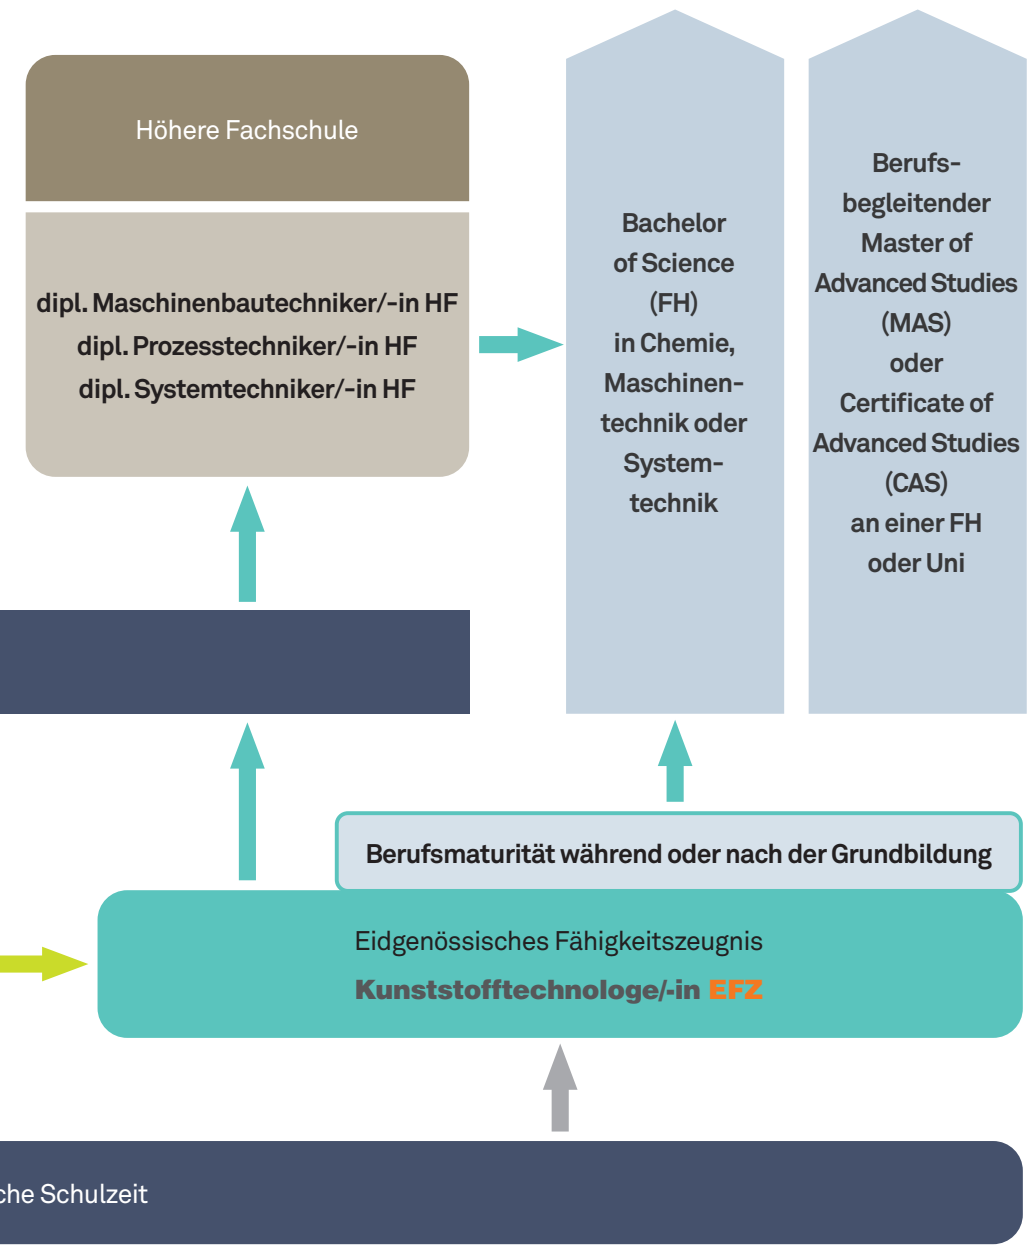 Höhere Fachschule
dipl. Maschinenbautechniker/-in HF
dipl. Prozesstechniker/-in HF
dipl. Systemtechniker/-in HF
Bachelor
of Science
(FH)
in Chemie,
Maschinen-
technik oder
System-
technik
Berufs-
begleitender
Master of
Advanced Studies
(MAS)
oder
Certificate of
Advanced Studies
(CAS)
an einer FH
oder Uni
Berufsmaturität während oder nach der Grundbildung
Eidgenössisches Fähigkeitszeugnis
Kunststofftechnologe/-in EFZ
che Schulzeit